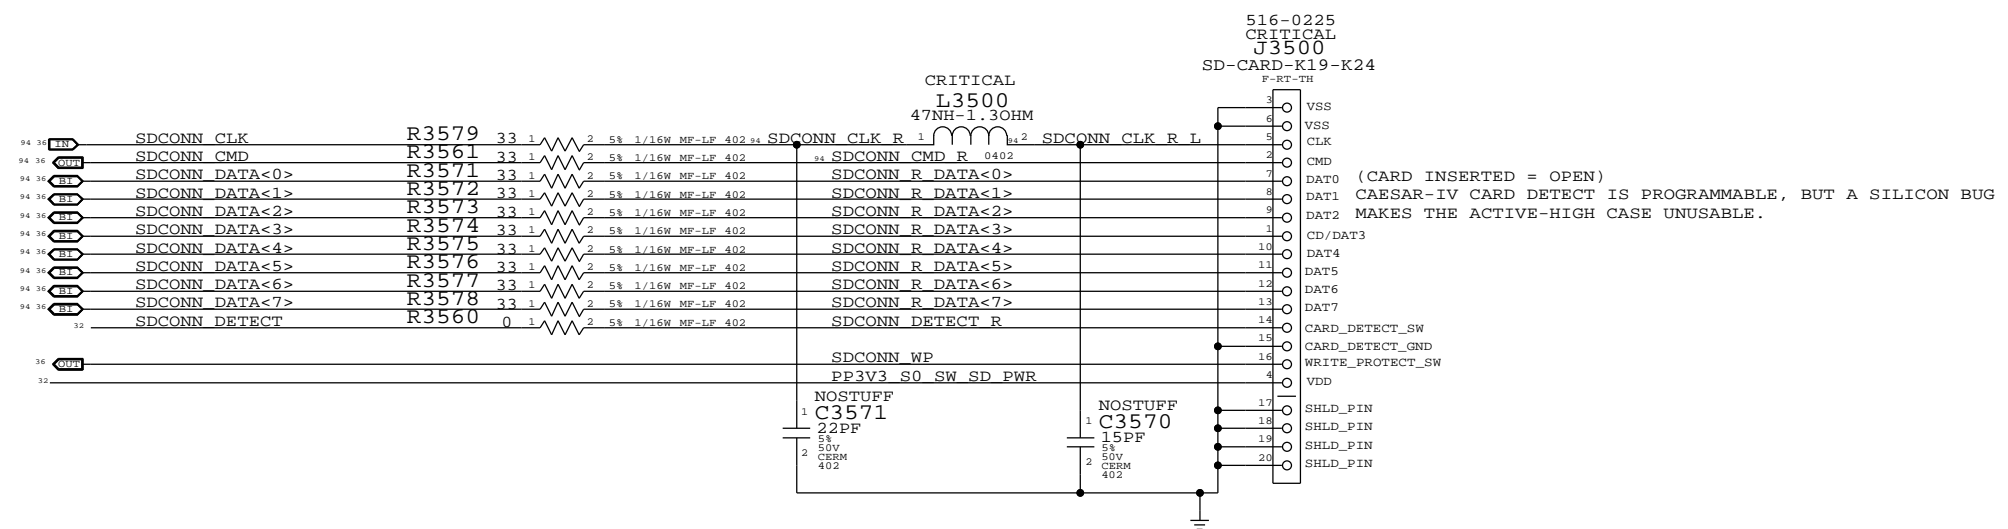 516-0225
CRITICAL
J3500
SD-CARD-K19-K24
F-RT-TH
CRITICAL
L3500
47NH-1.3OHM
3 VSS
6 VSS
94 36 IN SDCONN_CLK R3579 33 1 2 5% 1/16W MF-LF 402 94 SDCONN_CLK_R 1 94 2 SDCONN_CLK_R_L 5 CLK
94 36 OUT SDCONN_CMD R3561 33 1 2 5% 1/16W MF-LF 402 94 SDCONN_CMD_R 0402 2 CMD
94 36 BI SDCONN_DATA<0> R3571 33 1 2 5% 1/16W MF-LF 402 SDCONN_R_DATA<0> 7 DAT0 (CARD INSERTED = OPEN)
94 36 BI SDCONN_DATA<1> R3572 33 1 2 5% 1/16W MF-LF 402 SDCONN_R_DATA<1> 8 DAT1 CAESAR-IV CARD DETECT IS PROGRAMMABLE, BUT A SILICON BUG
94 36 BI SDCONN_DATA<2> R3573 33 1 2 5% 1/16W MF-LF 402 SDCONN_R_DATA<2> 9 DAT2 MAKES THE ACTIVE-HIGH CASE UNUSABLE.
94 36 BI SDCONN_DATA<3> R3574 33 1 2 5% 1/16W MF-LF 402 SDCONN_R_DATA<3> 1 CD/DAT3
94 36 BI SDCONN_DATA<4> R3575 33 1 2 5% 1/16W MF-LF 402 SDCONN_R_DATA<4> 10 DAT4
94 36 BI SDCONN_DATA<5> R3576 33 1 2 5% 1/16W MF-LF 402 SDCONN_R_DATA<5> 11 DAT5
94 36 BI SDCONN_DATA<6> R3577 33 1 2 5% 1/16W MF-LF 402 SDCONN_R_DATA<6> 12 DAT6
94 36 BI SDCONN_DATA<7> R3578 33 1 2 5% 1/16W MF-LF 402 SDCONN_R_DATA<7> 13 DAT7
32 SDCONN_DETECT R3560 0 1 2 5% 1/16W MF-LF 402 SDCONN_DETECT_R 14 CARD_DETECT_SW
15 CARD_DETECT_GND
36 OUT SDCONN_WP 16 WRITE_PROTECT_SW
32 PP3V3_S0_SW_SD_PWR 4 VDD
17 SHLD_PIN
18 SHLD_PIN
19 SHLD_PIN
20 SHLD_PIN
NOSTUFF
1 C3571
22PF
5%
50V
2 CERM
402
NOSTUFF
1 C3570
15PF
5%
50V
2 CERM
402